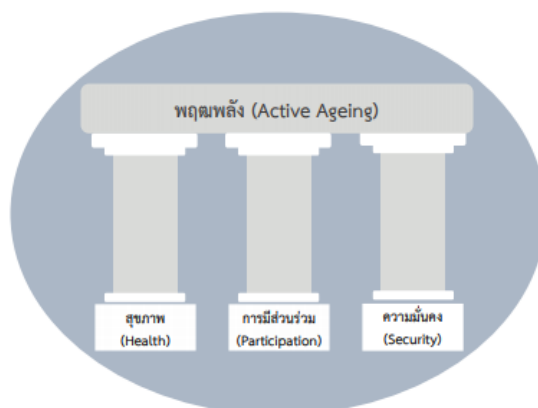 พฤฒพลัง (Active Ageing)
สุขภาพ
(Health)
การมีส่วนร่วม
(Participation)
ความมั่นคง
(Security)